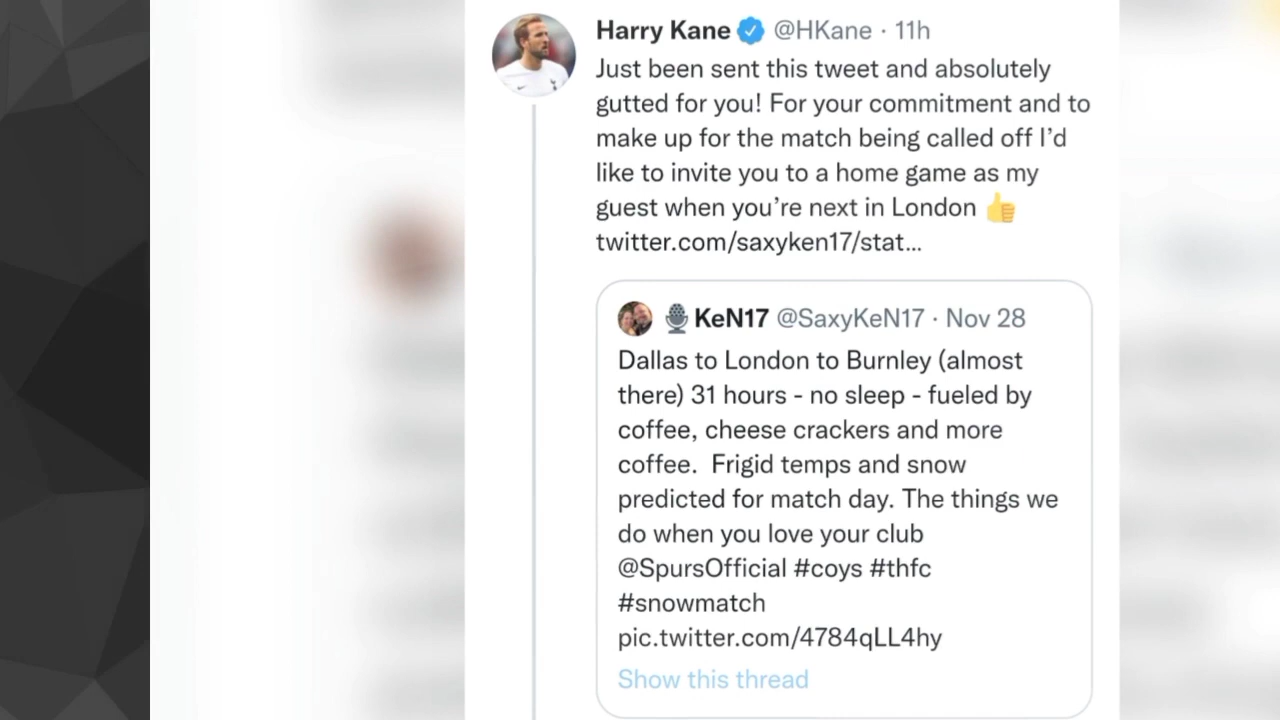 Harry Kane @HKane · 11h
Just been sent this tweet and absolutely
gutted for you! For your commitment and to
make up for the match being called off I’d
like to invite you to a home game as my
guest when you’re next in London 👍
twitter.com/saxyken17/stat...
🎙️KeN17 @SaxyKeN17 · Nov 28
Dallas to London to Burnley (almost
there) 31 hours - no sleep - fueled by
coffee, cheese crackers and more
coffee.  Frigid temps and snow
predicted for match day. The things we
do when you love your club
@SpursOfficial #coys #thfc
#snowmatch
pic.twitter.com/4784qLL4hy
Show this thread